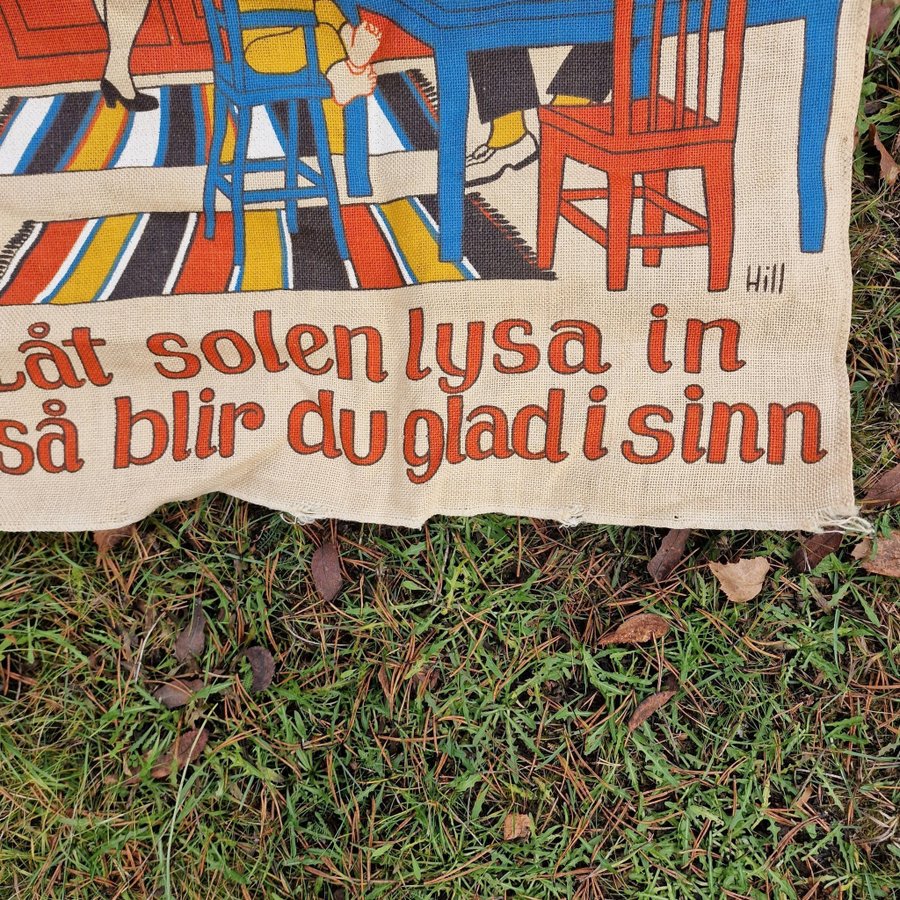 Hill
Låt solen lysa in
så blir du glad i sinn